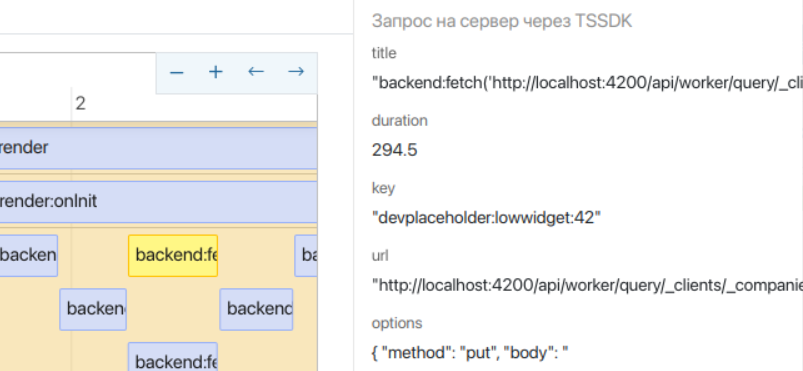 − + ← →
2
render
render:onInit
backen
backend:fe
ba
backen
backend
backend:fe
Запрос на сервер через TSSDK
title
"backend:fetch('http://localhost:4200/api/worker/query/_cli
duration
294.5
key
"devplaceholder:lowwidget:42"
url
"http://localhost:4200/api/worker/query/_clients/_companie
options
{ "method": "put", "body": "